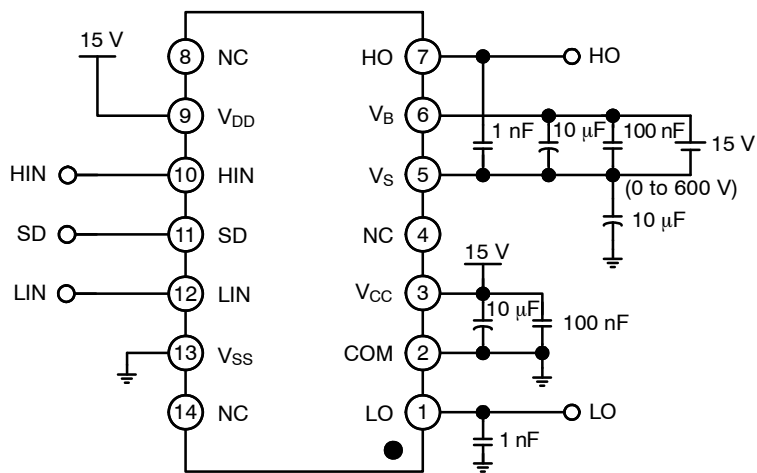 15 V
8 NC HO 7 HO
9 VDD VB 6
1 nF 10 μF 100 nF 15 V
HIN 10 HIN VS 5
(0 to 600 V)
10 μF
SD 11 SD NC 4
15 V
LIN 12 LIN VCC 3
10 μF 100 nF
13 VSS COM 2
14 NC LO 1 LO
1 nF